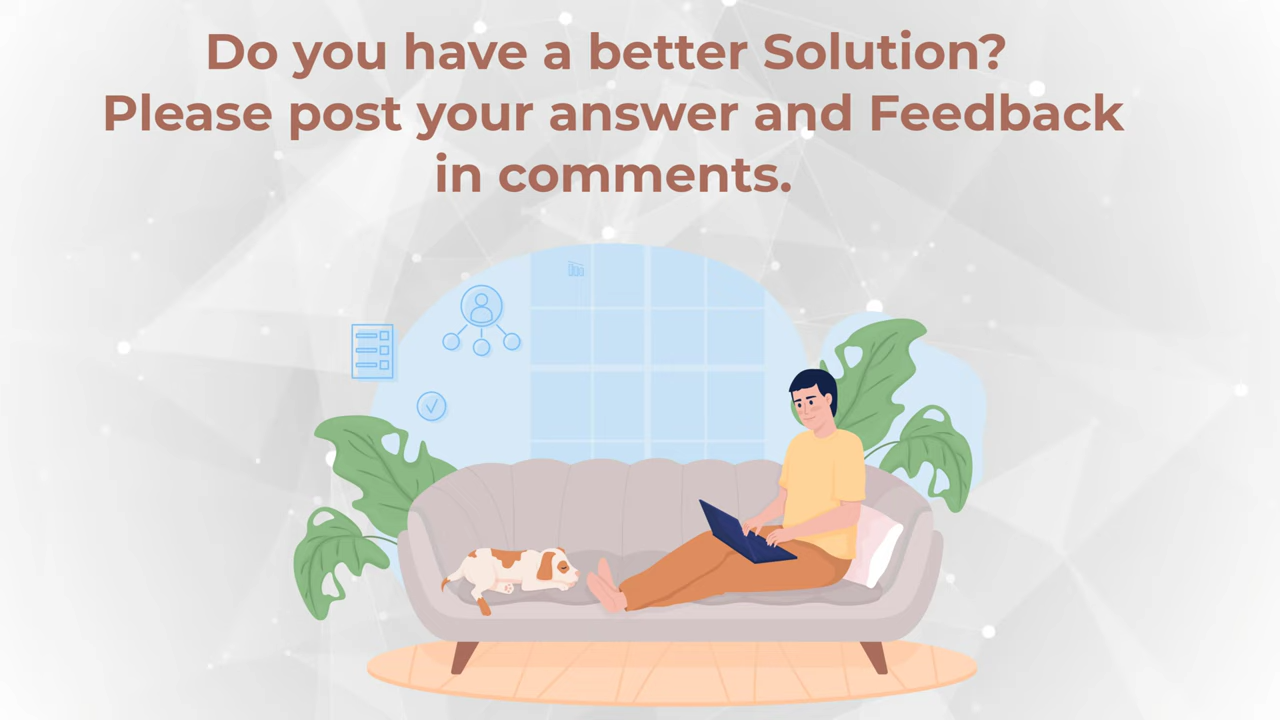 Do you have a better Solution?
Please post your answer and Feedback
in comments.